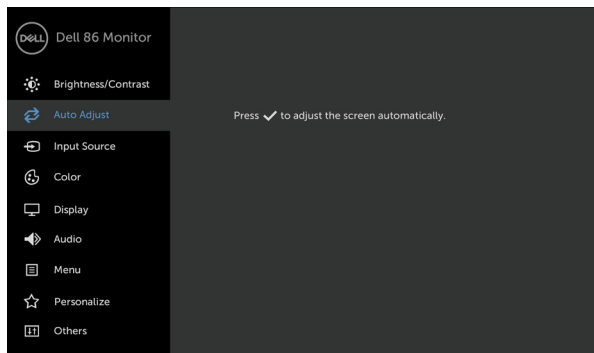 DELL
Dell 86 Monitor
Brightness/Contrast
Auto Adjust
Press ✓ to adjust the screen automatically.
Input Source
Color
Display
Audio
Menu
Personalize
Others